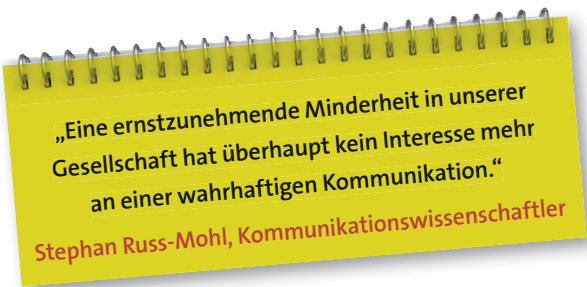 „Eine ernstzunehmende Minderheit in unserer
Gesellschaft hat überhaupt kein Interesse mehr
an einer wahrhaftigen Kommunikation.“
Stephan Russ-Mohl, Kommunikationswissenschaftler